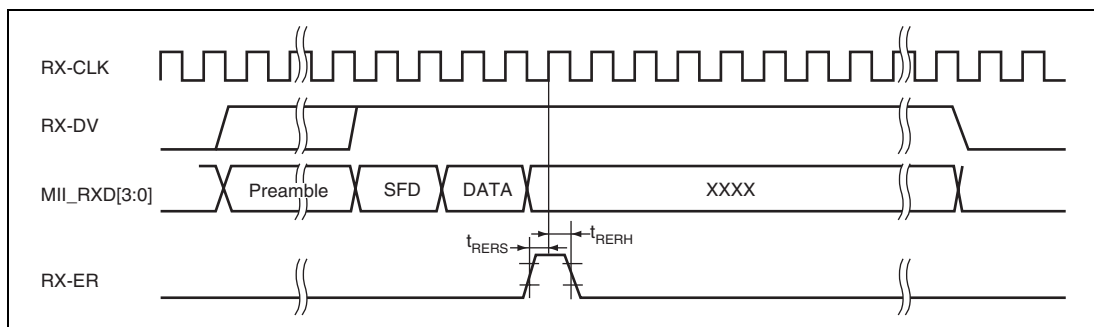 RX-CLK
RX-DV
MII_RXD[3:0]
Preamble
SFD
DATA
XXXX
tRERS
tRERH
RX-ER